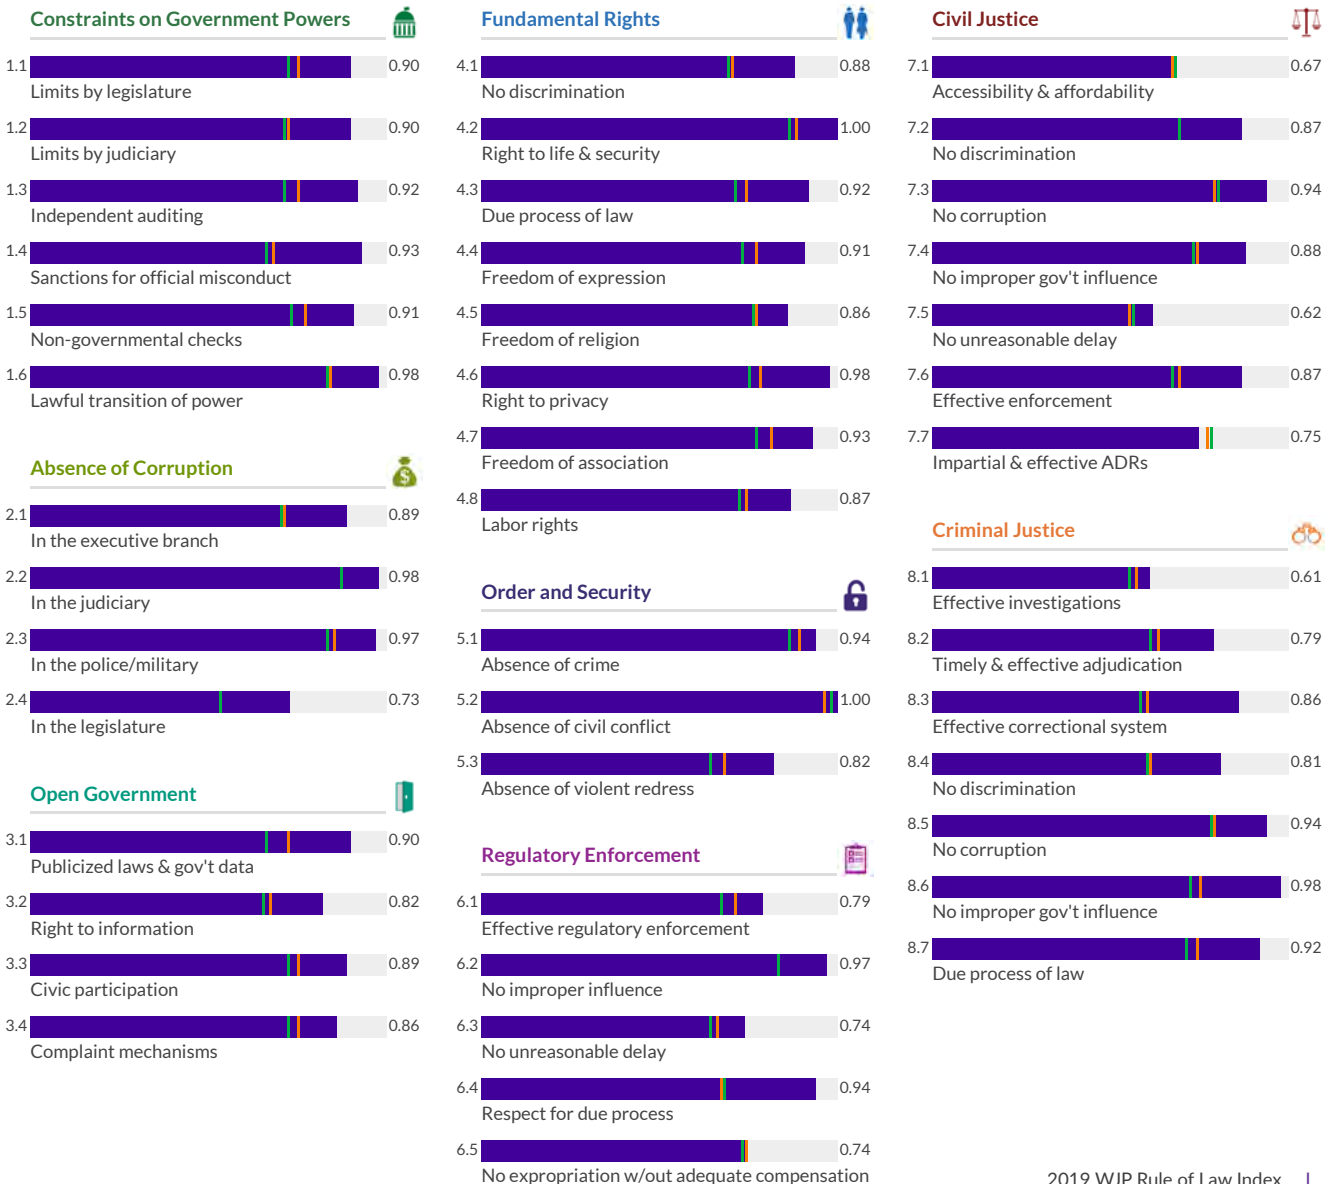 Constraints on Government Powers
1.1 0.90
Limits by legislature
1.2 0.90
Limits by judiciary
1.3 0.92
Independent auditing
1.4 0.93
Sanctions for official misconduct
1.5 0.91
Non-governmental checks
1.6 0.98
Lawful transition of power
Absence of Corruption
$
2.1 0.89
In the executive branch
2.2 0.98
In the judiciary
2.3 0.97
In the police/military
2.4 0.73
In the legislature
Open Government
3.1 0.90
Publicized laws & gov't data
3.2 0.82
Right to information
3.3 0.89
Civic participation
3.4 0.86
Complaint mechanisms
Fundamental Rights
4.1 0.88
No discrimination
4.2 1.00
Right to life & security
4.3 0.92
Due process of law
4.4 0.91
Freedom of expression
4.5 0.86
Freedom of religion
4.6 0.98
Right to privacy
4.7 0.93
Freedom of association
4.8 0.87
Labor rights
Order and Security
5.1 0.94
Absence of crime
5.2 1.00
Absence of civil conflict
5.3 0.82
Absence of violent redress
Regulatory Enforcement
6.1 0.79
Effective regulatory enforcement
6.2 0.97
No improper influence
6.3 0.74
No unreasonable delay
6.4 0.94
Respect for due process
6.5 0.74
No expropriation w/out adequate compensation
Civil Justice
7.1 0.67
Accessibility & affordability
7.2 0.87
No discrimination
7.3 0.94
No corruption
7.4 0.88
No improper gov't influence
7.5 0.62
No unreasonable delay
7.6 0.87
Effective enforcement
7.7 0.75
Impartial & effective ADRs
Criminal Justice
8.1 0.61
Effective investigations
8.2 0.79
Timely & effective adjudication
8.3 0.86
Effective correctional system
8.4 0.81
No discrimination
8.5 0.94
No corruption
8.6 0.98
No improper gov't influence
8.7 0.92
Due process of law
2019 WJP Rule of Law Index |